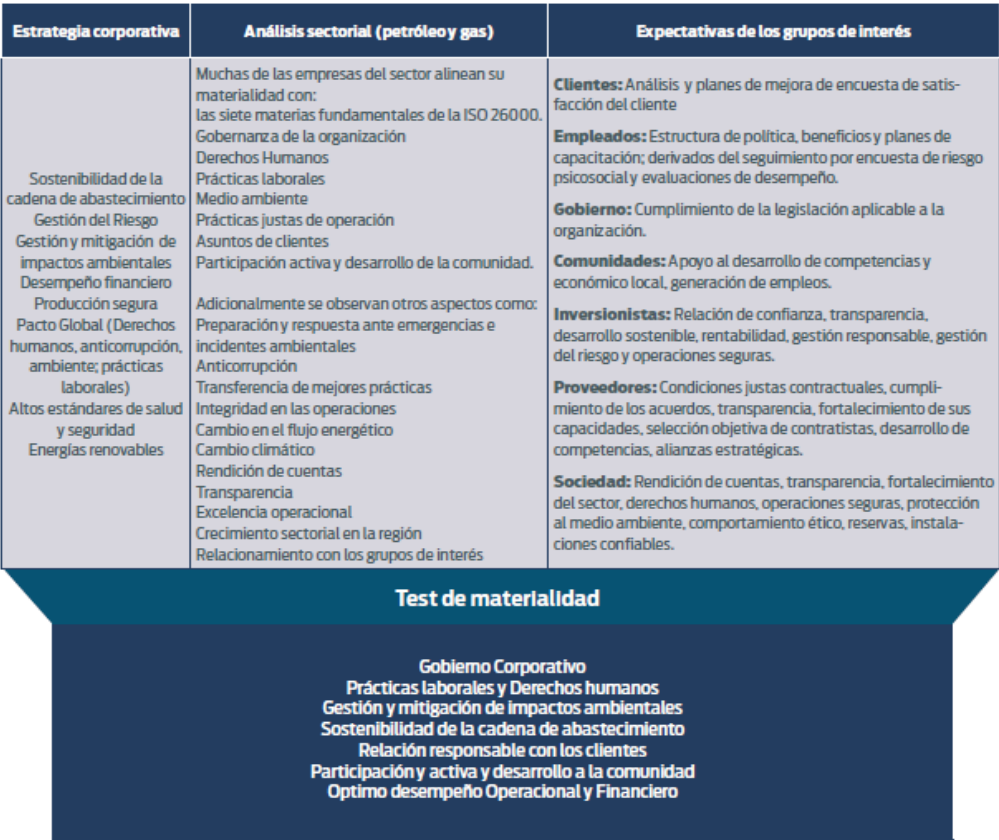 Estrategia corporativa
Análisis sectorial (petróleo y gas)
Expectativas de los grupos de interés
Sostenibilidad de la
cadena de abastecimiento
Gestión del Riesgo
Gestión y mitigación de
impactos ambientales
Desempeño financiero
Producción segura
Pacto Global (Derechos
humanos, anticorrupción,
ambiente; prácticas
laborales)
Altos estándares de salud
y seguridad
Energías renovables
Muchas de las empresas del sector alinean su
materialidad con:
las siete materias fundamentales de la ISO 26000.
Gobernanza de la organización
Derechos Humanos
Prácticas laborales
Medio ambiente
Prácticas justas de operación
Asuntos de clientes
Participación activa y desarrollo de la comunidad.
Adicionalmente se observan otros aspectos como:
Preparación y respuesta ante emergencias e
incidentes ambientales
Anticorrupción
Transferencia de mejores prácticas
Integridad en las operaciones
Cambio en el flujo energético
Cambio climático
Rendición de cuentas
Transparencia
Excelencia operacional
Crecimiento sectorial en la región
Relacionamiento con los grupos de interés
Clientes: Análisis y planes de mejora de encuesta de satis-
facción del cliente
Empleados: Estructura de política, beneficios y planes de
capacitación; derivados del seguimiento por encuesta de riesgo
psicosocial y evaluaciones de desempeño.
Gobierno: Cumplimiento de la legislación aplicable a la
organización.
Comunidades: Apoyo al desarrollo de competencias y
económico local, generación de empleos.
Inversionistas: Relación de confianza, transparencia,
desarrollo sostenible, rentabilidad, gestión responsable, gestión
del riesgo y operaciones seguras.
Proveedores: Condiciones justas contractuales, cumpli-
miento de los acuerdos, transparencia, fortalecimiento de sus
capacidades, selección objetiva de contratistas, desarrollo de
competencias, alianzas estratégicas.
Sociedad: Rendición de cuentas, transparencia, fortalecimiento
del sector, derechos humanos, operaciones seguras, protección
al medio ambiente, comportamiento ético, reservas, instala-
ciones confiables.
Test de materialidad
Gobierno Corporativo
Prácticas laborales y Derechos humanos
Gestión y mitigación de impactos ambientales
Sostenibilidad de la cadena de abastecimiento
Relación responsable con los clientes
Participación y activa y desarrollo a la comunidad
Optimo desempeño Operacional y Financiero